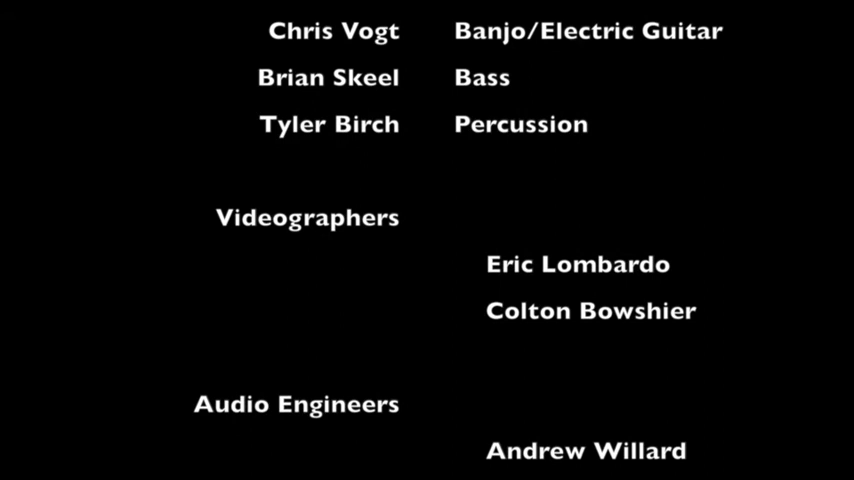 Chris Vogt Banjo/Electric Guitar
Brian Skeel Bass
Tyler Birch Percussion
Videographers
Eric Lombardo
Colton Bowshier
Audio Engineers
Andrew Willard